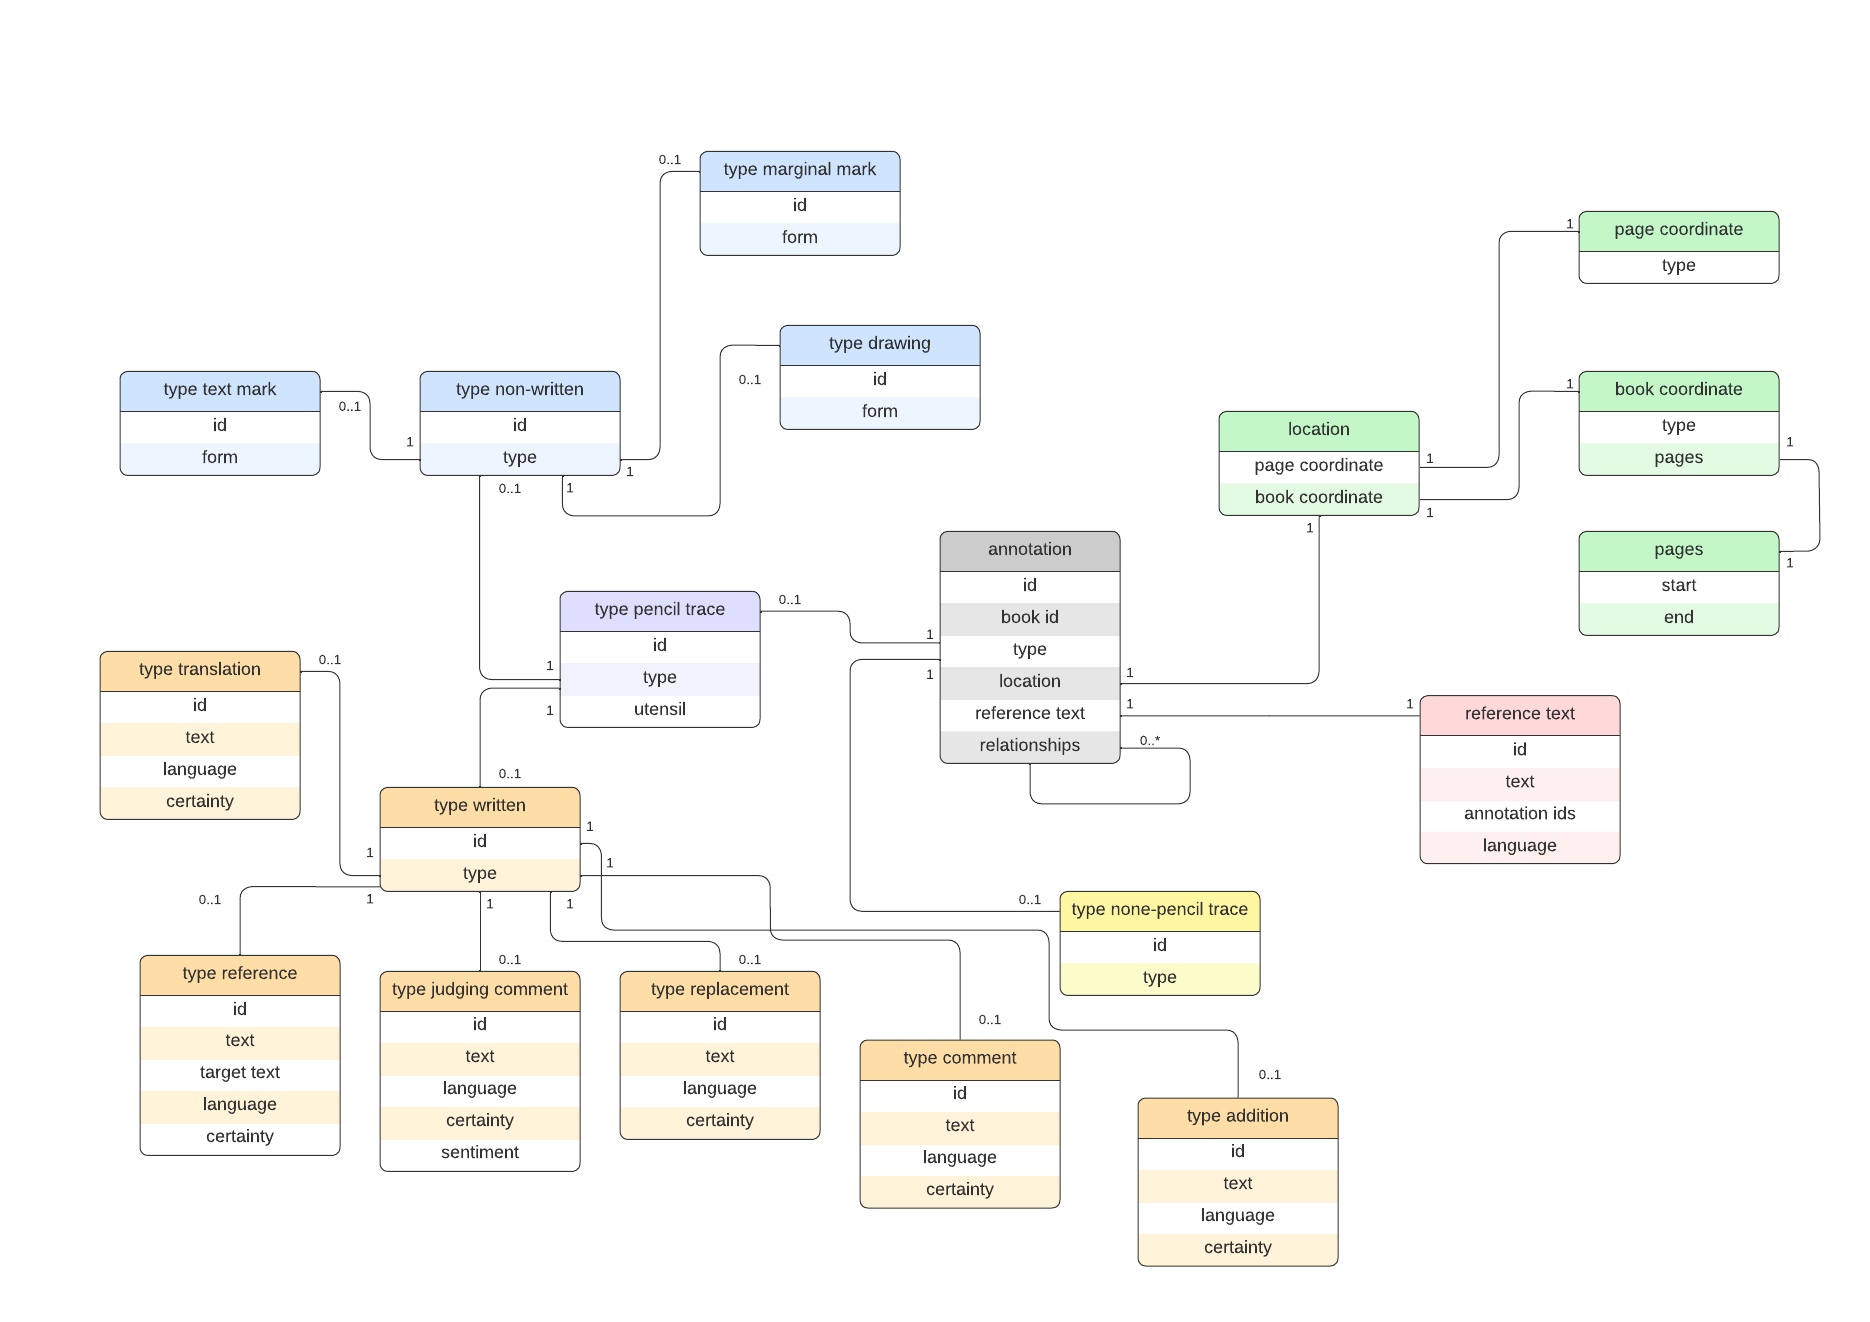 0..1
type marginal mark
id
form
1
page coordinate
type
type drawing
0..1
id
form
type text mark
id
form
0..1
1
type non-written
id
type
0..1
1
1
1
book coordinate
type
pages
1
location
page coordinate
book coordinate
1
1
1
pages
start
end
1
annotation
id
book id
type
location
reference text
relationships
1
1
1
1
0..*
type pencil trace
id
type
utensil
0..1
1
1
type translation
id
text
language
certainty
0..1
1
reference text
id
text
annotation ids
language
1
0..1
type written
id
type
1
1
1
1
1
0..1
type none-pencil trace
id
type
0..1
type reference
id
text
target text
language
certainty
0..1
type judging comment
id
text
language
certainty
sentiment
0..1
type replacement
id
text
language
certainty
0..1
type comment
id
text
language
certainty
0..1
type addition
id
text
language
certainty